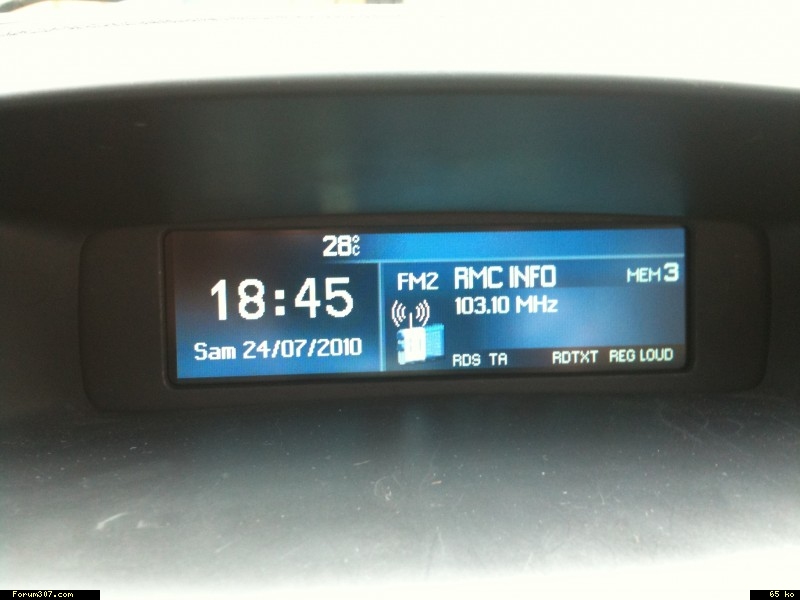 28°C
18:45
Sam 24/07/2010
FM2 RMC INFO MEM 3
103.10 MHz
RDS TA RDTXT REG LOUD
Forum307.com
65 ko